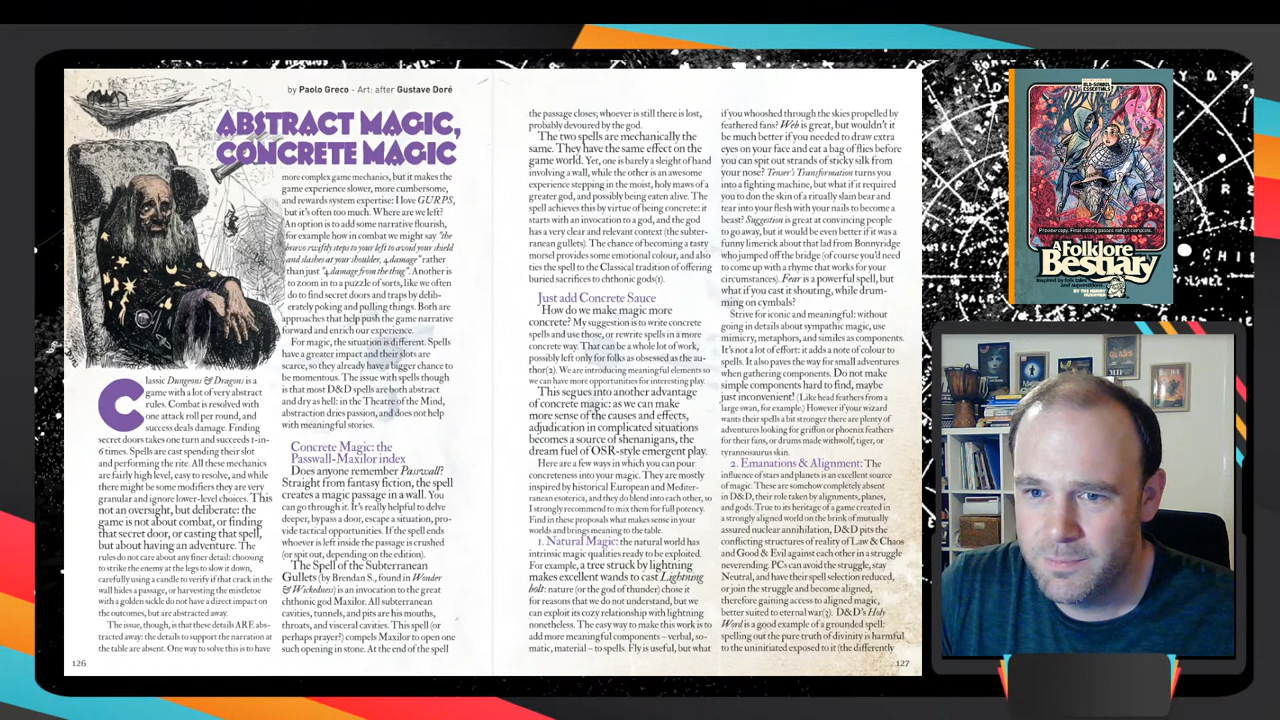 by Paolo Greco - Art: after Gustave Doré
ABSTRACT MAGIC,
CONCRETE MAGIC
Classic Dungeons & Dragons is a
game with a lot of very abstract
rules. Combat is resolved with
one attack roll per round, and
success deals damage. Finding
secret doors takes one turn and succeeds 1-in-
6 times. Spells are cast spending their slot
and performing the rite. All these mechanics
are fairly high level, easy to resolve, and while
there might be some modifiers they are very
granular and ignore lower-level choices. This
not an oversight, but deliberate: the
game is not about combat, or finding
that secret door, or casting that spell,
but about having an adventure. The
rules do not care about any finer detail: choosing
to strike the enemy at the legs to slow it down,
carefully using a candle to verify if that crack in the
wall hides a passage, or harvesting the mistletoe
with a golden sickle do not have a direct impact on
the outcomes, but are abstracted away.
The issue, though, is that these details ARE abs-
tracted away: the details to support the narration at
the table are absent. One way to solve this is to have
more complex game mechanics, but it makes the
game experience slower, more cumbersome,
and rewards system expertise: I love GURPS,
but it's often too much. Where are we left?
An option is to add some narrative flourish,
for example how in combat we might say "the
bravo swiftly steps to your left to avoid your shield
and slashes at your shoulder, 4 damage" rather
than just "4 damage from the thug". Another is
to zoom in to a puzzle of sorts, like we often
do to find secret doors and traps by delib-
erately poking and pulling things. Both are
approaches that help push the game narrative
forward and enrich our experience.
For magic, the situation is different. Spells
have a greater impact and their slots are
scarce, so they already have a bigger chance to
be momentous. The issue with spells though
is that most D&D spells are both abstract
and dry as hell: in the Theatre of the Mind,
abstraction dries passion, and does not help
with meaningful stories.
Concrete Magic: the
Passwall-Maxilor index
Does anyone remember Passwall?
Straight from fantasy fiction, the spell
creates a magic passage in a wall. You
can go through it. It's really helpful to delve
deeper, bypass a door, escape a situation, pro-
vide tactical opportunities. If the spell ends
whoever is left inside the passage is crushed
(or spit out, depending on the edition).
The Spell of the Subterranean
Gullets (by Brendan S., found in Wonder
& Wickedness) is an invocation to the great
chthonic god Maxilor. All subterranean
cavities, tunnels, and pits are his mouths,
throats, and visceral cavities. This spell (or
perhaps prayer?) compels Maxilor to open one
such opening in stone. At the end of the spell
126
the passage closes; whoever is still there is lost,
probably devoured by the god.
The two spells are mechanically the
same. They have the same effect on the
game world. Yet, one is barely a sleight of hand
involving a wall, while the other is an awesome
experience stepping in the moist, holy maws of a
greater god, and possibly being eaten alive. The
spell achieves this by virtue of being concrete: it
starts with an invocation to a god, and the god
has a very clear and relevant context (the subter-
ranean gullets). The chance of becoming a tasty
morsel provides some emotional colour, and also
ties the spell to the Classical tradition of offering
buried sacrifices to chthonic gods(1).
Just add Concrete Sauce
How do we make magic more
concrete? My suggestion is to write concrete
spells and use those, or rewrite spells in a more
concrete way. That can be a whole lot of work,
possibly left only for folks as obsessed as the au-
thor(2). We are introducing meaningful elements so
we can have more opportunities for interesting play.
This segues into another advantage
of concrete magic: as we can make
more sense of the causes and effects,
adjudication in complicated situations
becomes a source of shenanigans, the
dream fuel of OSR-style emergent play.
Here are a few ways in which you can pour
concreteness into your magic. They are mostly
inspired by historical European and Mediter-
ranean esoterica, and they do blend into each other, so
I strongly recommend to mix them for full potency.
Find in these proposals what makes sense in your
worlds and brings meaning to the table.
1. Natural Magic: the natural world has
intrinsic magic qualities ready to be exploited.
For example, a tree struck by lightning
makes excellent wands to cast Lightning
bolt: nature (or the god of thunder) chose it
for reasons that we do not understand, but we
can exploit its cozy relationship with lightning
nonetheless. The easy way to make this work is to
add more meaningful components – verbal, so-
matic, material – to spells. Fly is useful, but what
if you whooshed through the skies propelled by
feathered fans? Web is great, but wouldn't it
be much better if you needed to draw extra
eyes on your face and eat a bag of flies before
you can spit out strands of sticky silk from
your nose? Tenser's Transformation turns you
into a fighting machine, but what if it required
you to don the skin of a ritually slain bear and
tear into your flesh with your nails to become a
beast? Suggestion is great at convincing people
to go away, but it would be even better if it was a
funny limerick about that lad from Bonnyridge
who jumped off the bridge (of course you'd need
to come up with a rhyme that works for your
circumstances). Fear is a powerful spell, but
what if you cast it shouting, while drum-
ming on cymbals?
Strive for iconic and meaningful: without
going in details about sympathic magic, use
mimicry, metaphors, and similes as components.
It's not a lot of effort: it adds a note of colour to
spells. It also paves the way for small adventures
when gathering components. Do not make
simple components hard to find, maybe
just inconvenient! (Like head feathers from a
large swan, for example.) However if your wizard
wants their spells a bit stronger there are plenty of
adventures looking for griffon or phoenix feathers
for their fans, or drums made withwolf, tiger, or
tyrannosaurus skin.
2. Emanations & Alignment: The
influence of stars and planets is an excellent source
of magic. These are somehow completely absent
in D&D, their role taken by alignments, planes,
and gods. True to its heritage of a game created in
a strongly aligned world on the brink of mutually
assured nuclear annihilation, D&D pits the
conflicting structures of reality of Law & Chaos
and Good & Evil against each other in a struggle
neverending. PCs can avoid the struggle, stay
Neutral, and have their spell selection reduced,
or join the struggle and become aligned,
therefore gaining access to aligned magic,
better suited to eternal war(3). D&D's Holy
Word is a good example of a grounded spell:
spelling out the pure truth of divinity is harmful
to the uninitiated exposed to it (the differently
127
OLD-SCHOOL
ESSENTIALS
Preview copy. Final editing passes not yet complete.
A Folklore
Bestiary
Inspired by folk tales
and superstitions
BY THE MERRY
MUSHMEN